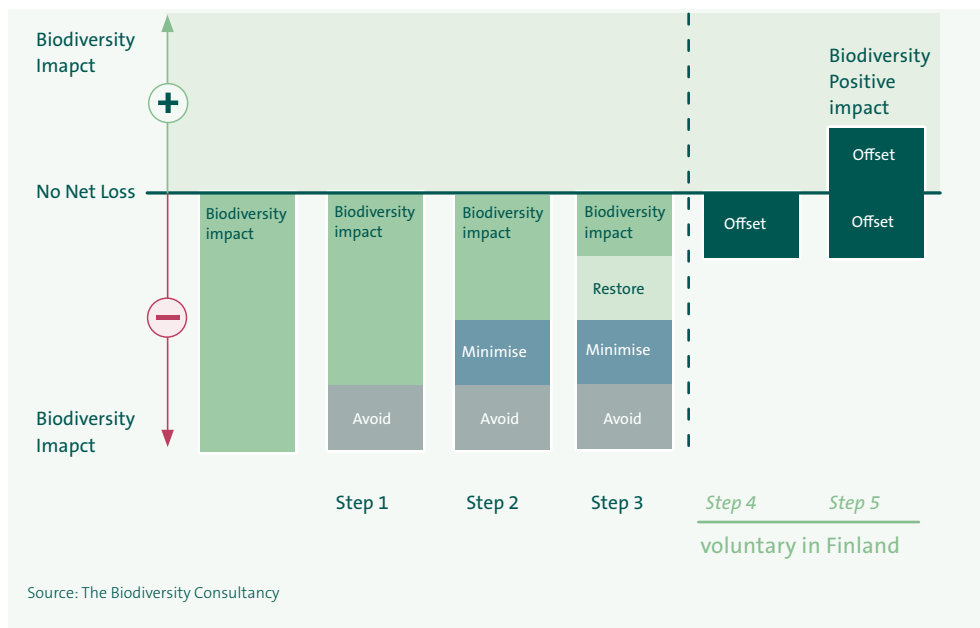 Biodiversity
Imapct
+
No Net Loss
−
Biodiversity
Imapct
Biodiversity
impact
Biodiversity
impact
Avoid
Biodiversity
impact
Minimise
Avoid
Biodiversity
impact
Restore
Minimise
Avoid
Offset
Biodiversity
Positive
impact
Offset
Offset
Step 1
Step 2
Step 3
Step 4
Step 5
voluntary in Finland
Source: The Biodiversity Consultancy